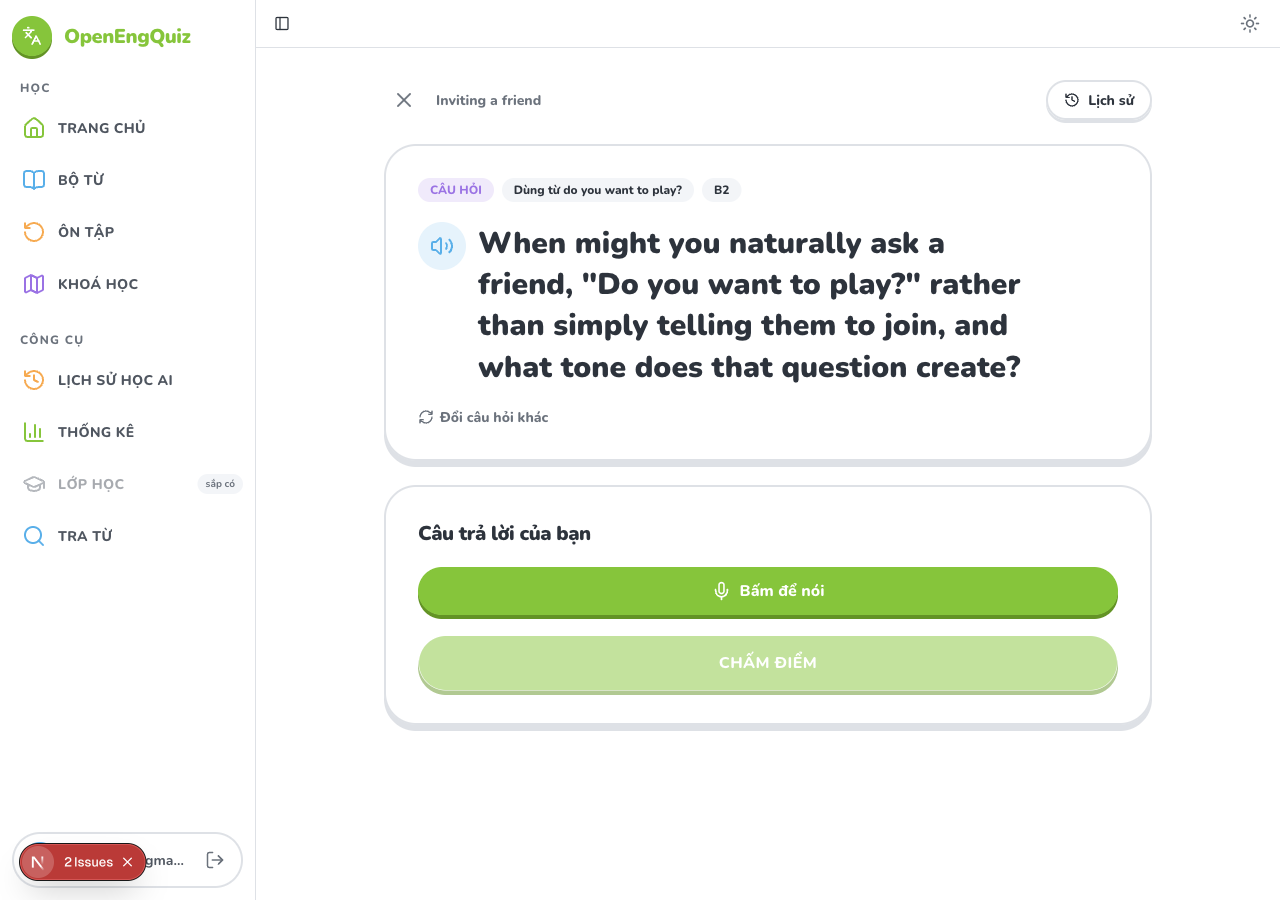 OpenEngQuiz
HỌC
TRANG CHỦ
BỘ TỪ
ÔN TẬP
KHOÁ HỌC
CÔNG CỤ
LỊCH SỬ HỌC AI
THỐNG KÊ
LỚP HỌC
sắp có
TRA TỪ
2 Issues
gma...
Inviting a friend
Lịch sử
CÂU HỎI
Dùng từ do you want to play?
B2
When might you naturally ask a
friend, "Do you want to play?" rather
than simply telling them to join, and
what tone does that question create?
Đổi câu hỏi khác
Câu trả lời của bạn
Bấm để nói
CHẤM ĐIỂM